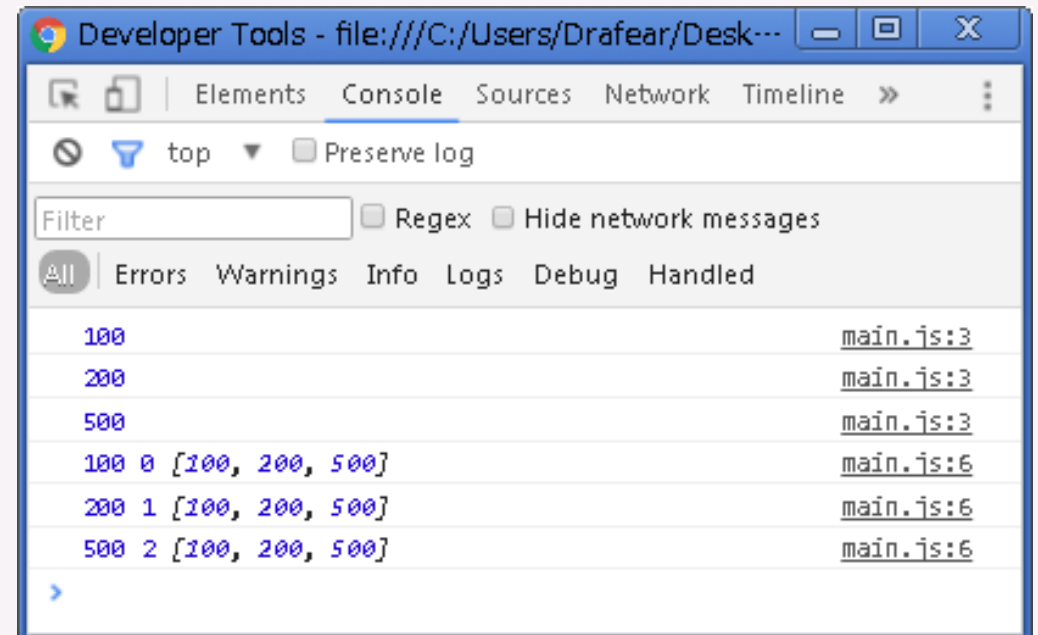 Developer Tools - file:///C:/Users/Drafear/Desk...
Elements Console Sources Network Timeline »
top ▼ Preserve log
Filter Regex Hide network messages
All Errors Warnings Info Logs Debug Handled
100 main.js:3
200 main.js:3
500 main.js:3
100 0 [100, 200, 500] main.js:6
200 1 [100, 200, 500] main.js:6
500 2 [100, 200, 500] main.js:6
>